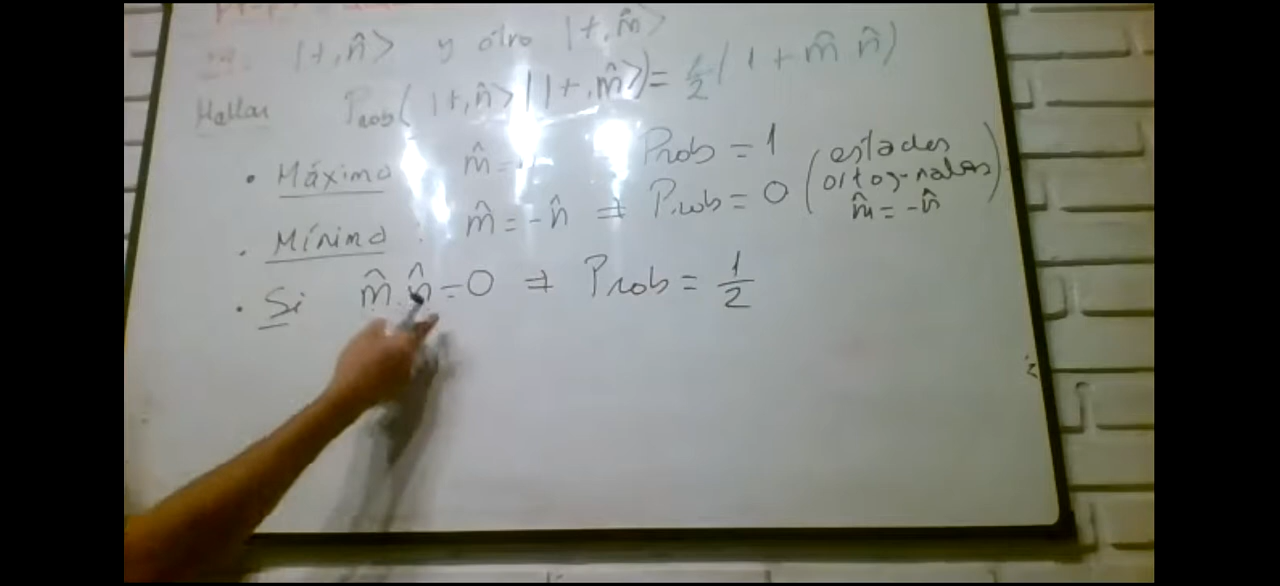 |+, n̂> y otro |+, m̂>
Hallar Prob( |+, n̂> | |+, m̂>) = 1/2 ( 1 + m̂ n̂ )
• Máximo m̂ = Prob = 1
• Mínimo : m̂ = -n̂ ⇒ Prob = 0 ( estados ortogonales m̂ = -n̂ )
• Si m̂ . n̂ = 0 ⇒ Prob = 1/2